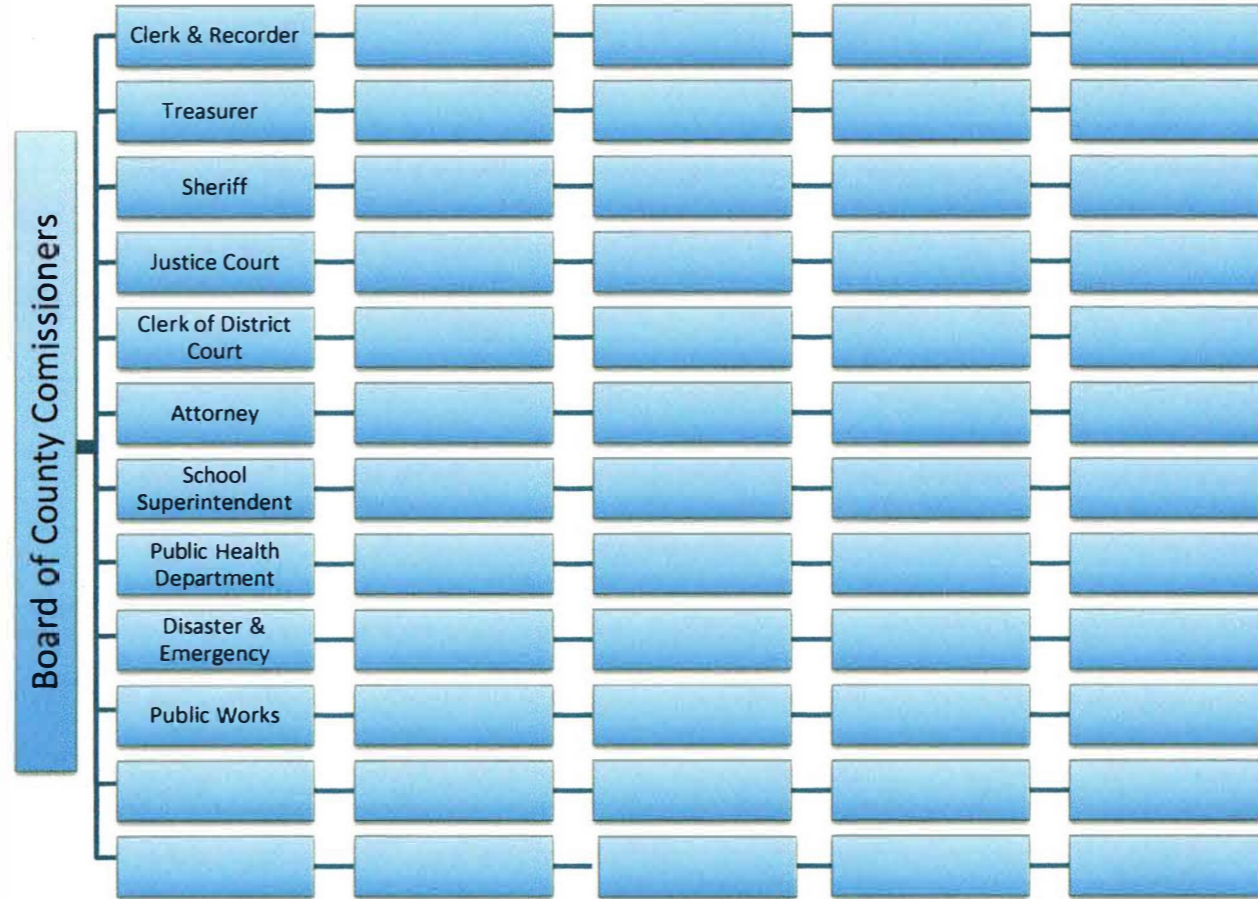 Board of County Comissioners
Clerk & Recorder
Treasurer
Sheriff
Justice Court
Clerk of District
Court
Attorney
School
Superintendent
Public Health
Department
Disaster &
Emergency
Public Works